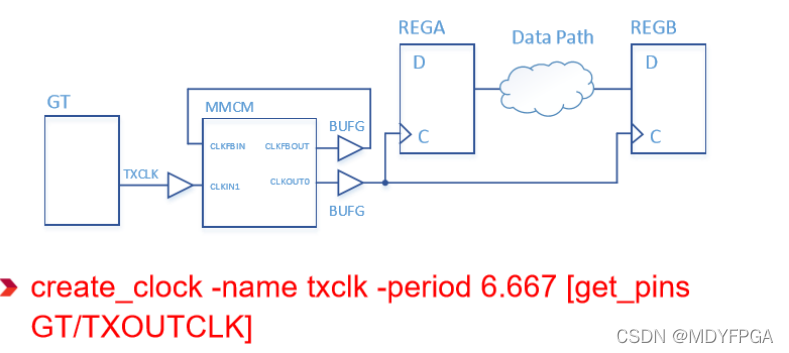 REGA
REGB
Data Path
D
D
GT
MMCM
BUFG
CLKFBIN
CLKFBOUT
C
C
TXCLK
CLKIN1
CLKOUT0
BUFG
create_clock -name txclk -period 6.667 [get_pins
GT/TXOUTCLK]
CSDN @MDYFPGA